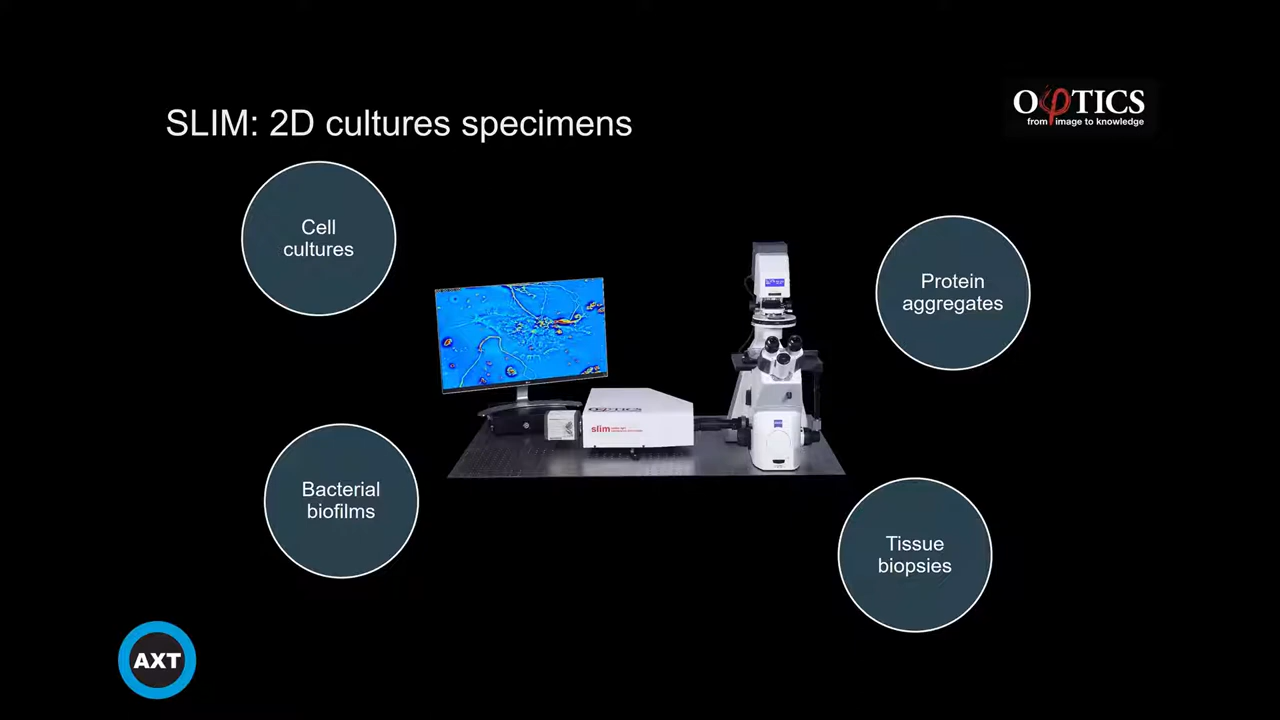 SLIM: 2D cultures specimens
OφTICS
from image to knowledge
Cell
cultures
Protein
aggregates
OφTICS
slim
Bacterial
biofilms
Tissue
biopsies
AXT